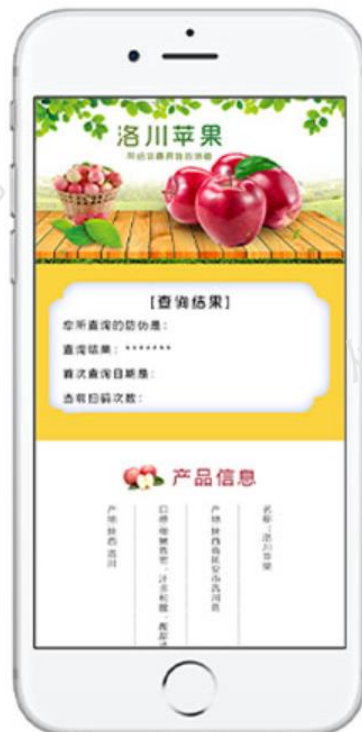 洛川苹果
[查询结果]
您所查询的防伪是:
查询结果: *******
首次查询日期是:
当前扫码次数:
产品信息
名称:洛川苹果
产地:陕西省延安市洛川县
产地:陕西 洛川